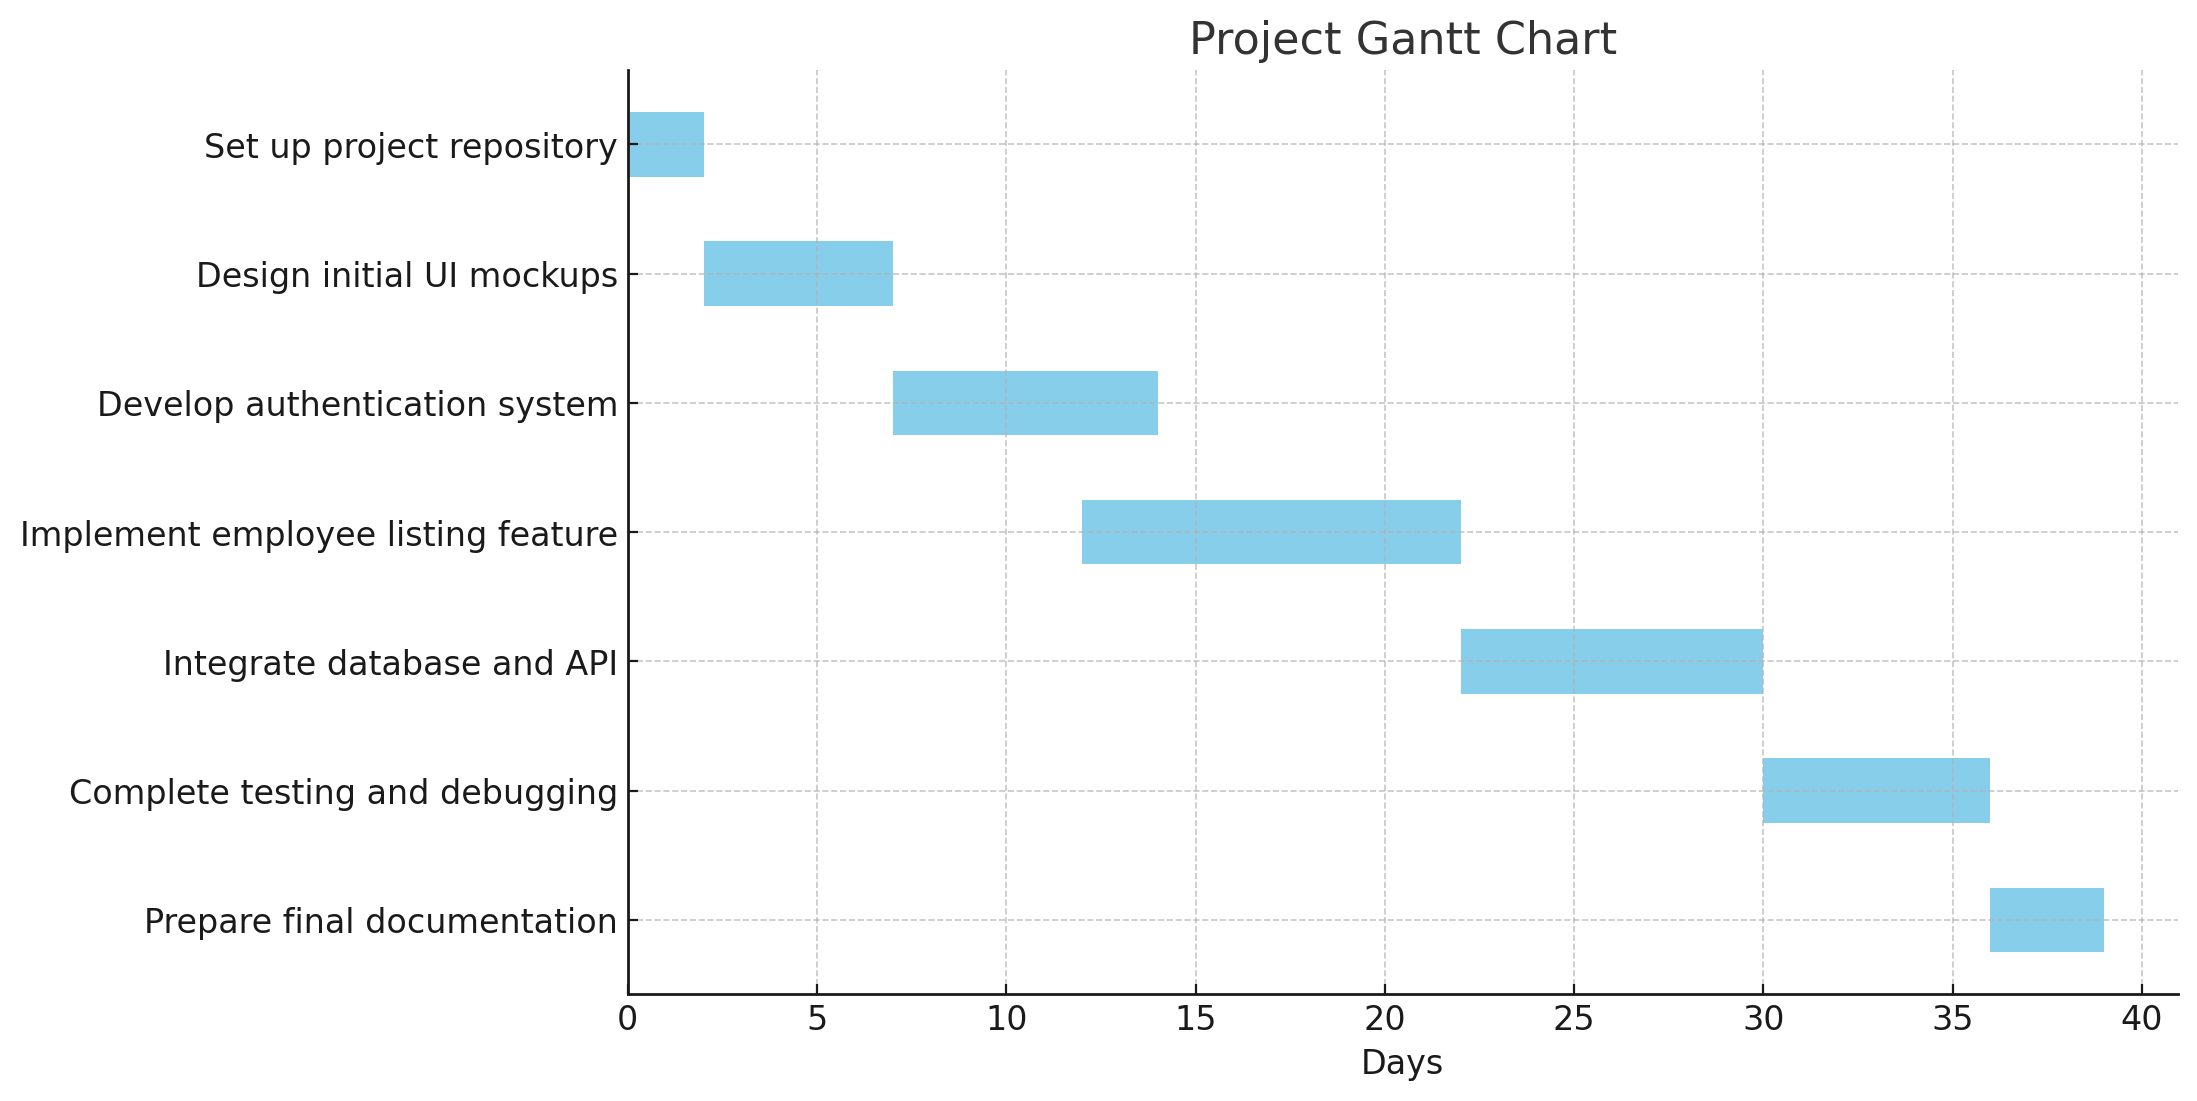 Project Gantt Chart
Set up project repository
Design initial UI mockups
Develop authentication system
Implement employee listing feature
Integrate database and API
Complete testing and debugging
Prepare final documentation
0 5 10 15 20 25 30 35 40
Days